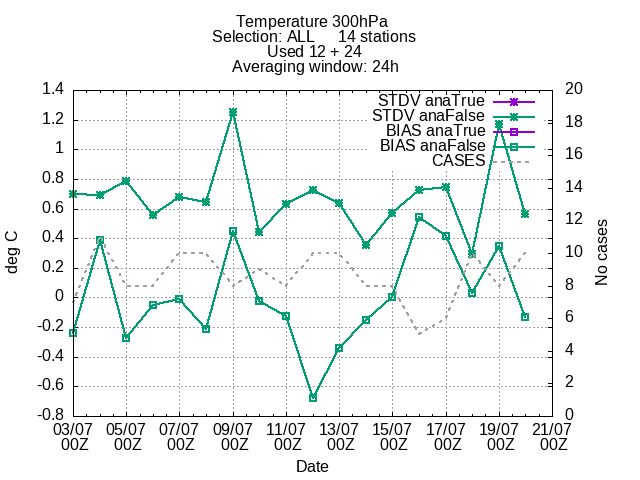 Temperature 300hPa
Selection: ALL 14 stations
Used 12 + 24
Averaging window: 24h
STDV anaTrue
STDV anaFalse
BIAS anaTrue
BIAS anaFalse
CASES
deg C
1.4
1.2
1
0.8
0.6
0.4
0.2
0
-0.2
-0.4
-0.6
-0.8
20
18
16
14
12
10
8
6
4
2
0
No cases
03/07 05/07 07/07 09/07 11/07 13/07 15/07 17/07 19/07 21/07
00Z 00Z 00Z 00Z 00Z 00Z 00Z 00Z 00Z 00Z
Date